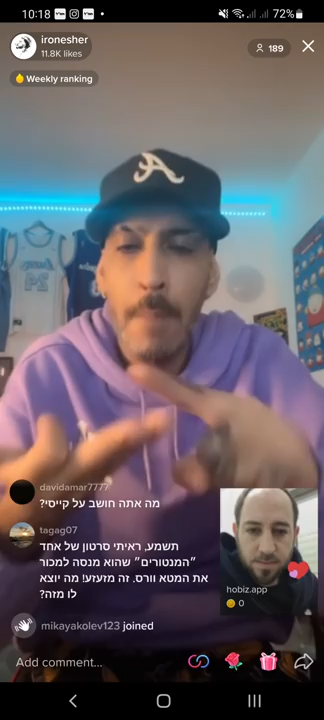 10:18
72%
ironesher
11.8K likes
189
Weekly ranking
A
davidamar7777
מה אתה חושב על קייסי?
tagag07
תשמע, ראיתי סרטון של אחד
״המנטורים״ שהוא מנסה למכור
את המטא וורס. זה מזעזע! מה יוצא
לו מזה?
hobiz.app
0
mikayakolev123 joined
Add comment...